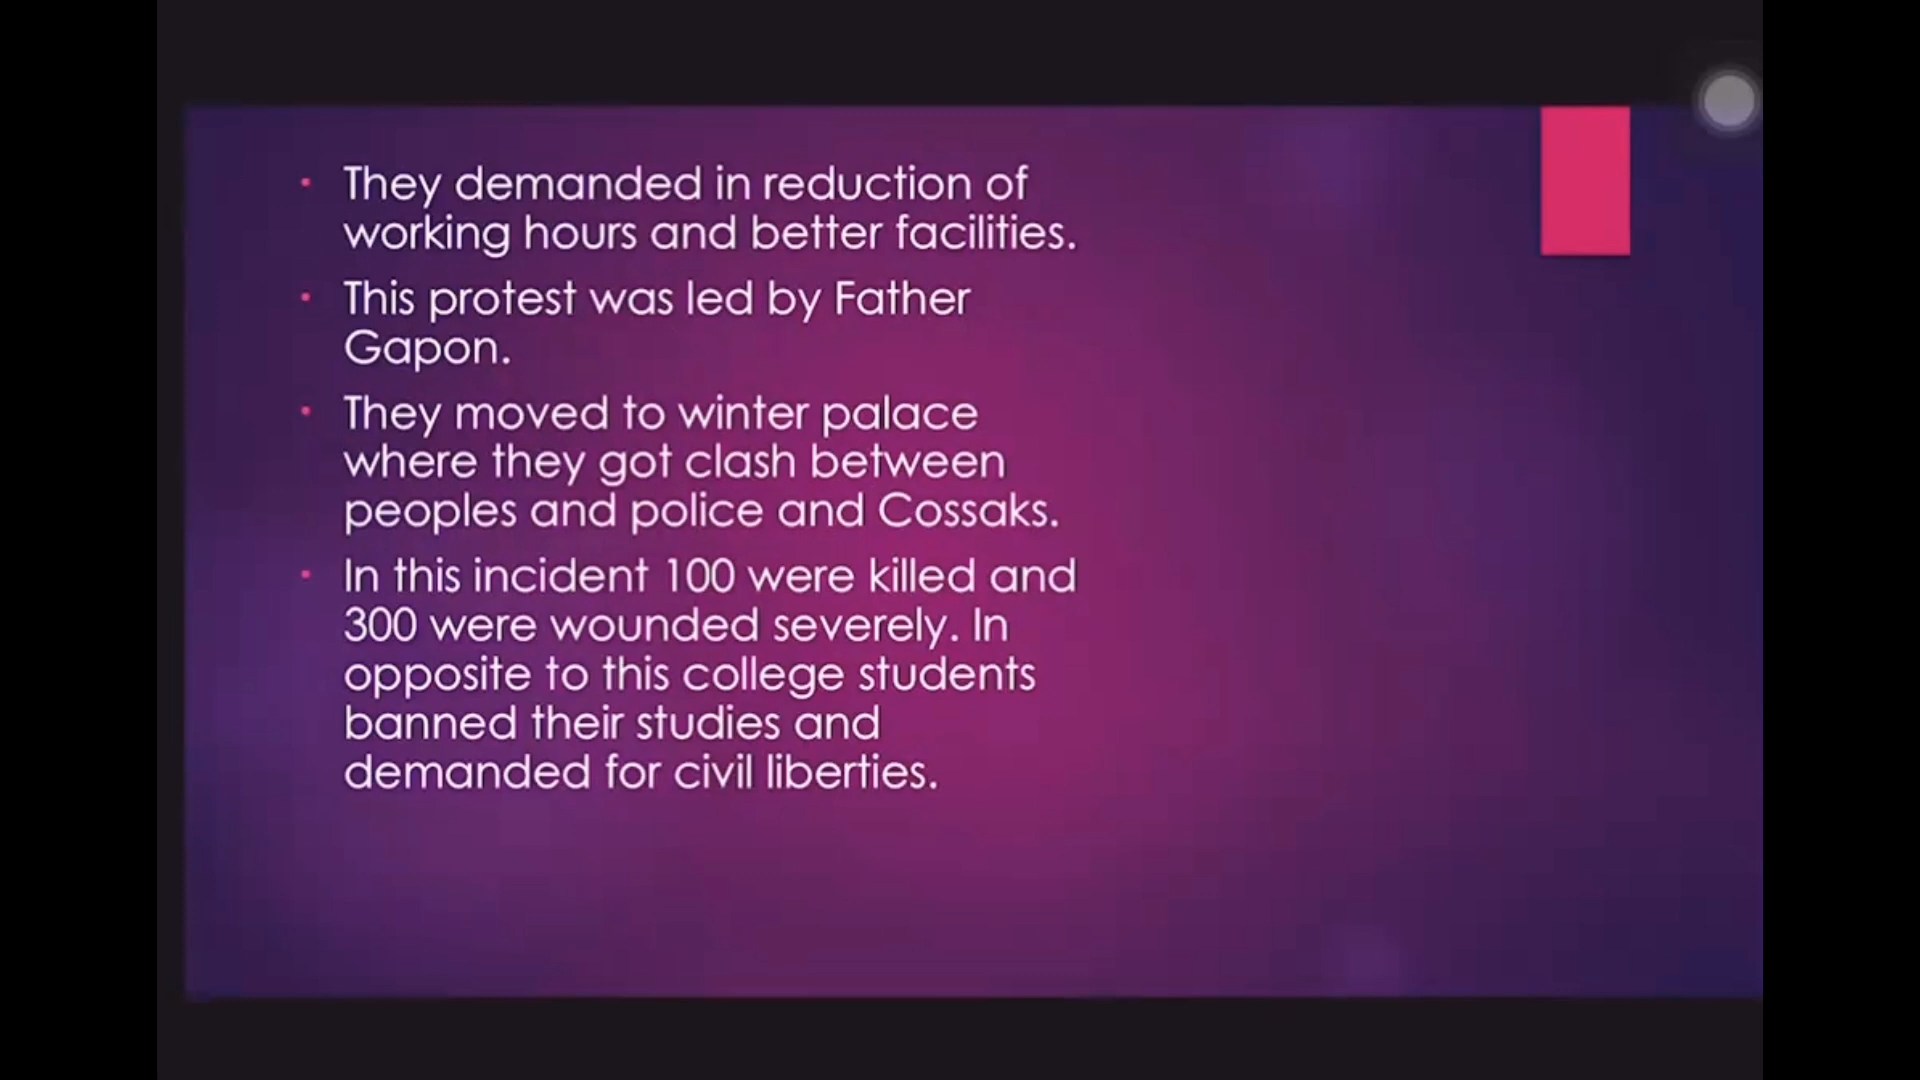 They demanded in reduction of
working hours and better facilities.
This protest was led by Father
Gapon.
They moved to winter palace
where they got clash between
peoples and police and Cossaks.
In this incident 100 were killed and
300 were wounded severely. In
opposite to this college students
banned their studies and
demanded for civil liberties.